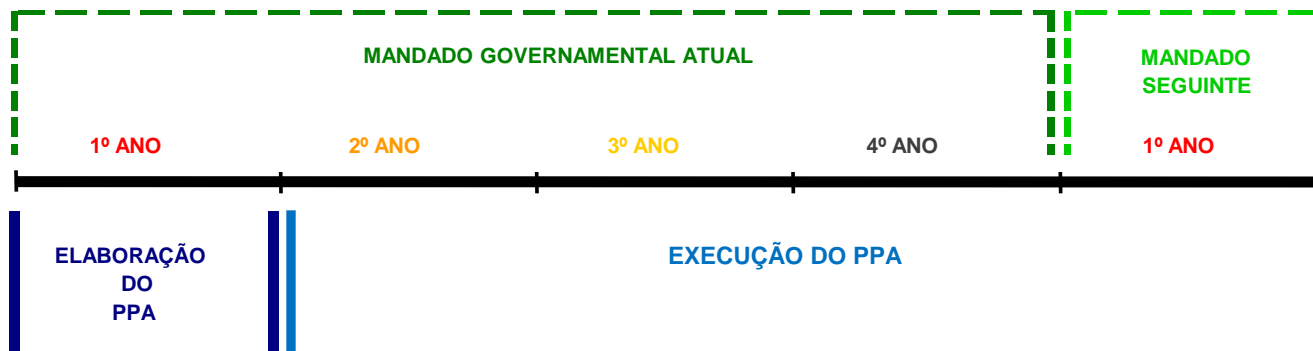 MANDADO GOVERNAMENTAL ATUAL
MANDADO
SEGUINTE
1º ANO
2º ANO
3º ANO
4º ANO
1º ANO
ELABORAÇÃO
DO
PPA
EXECUÇÃO DO PPA